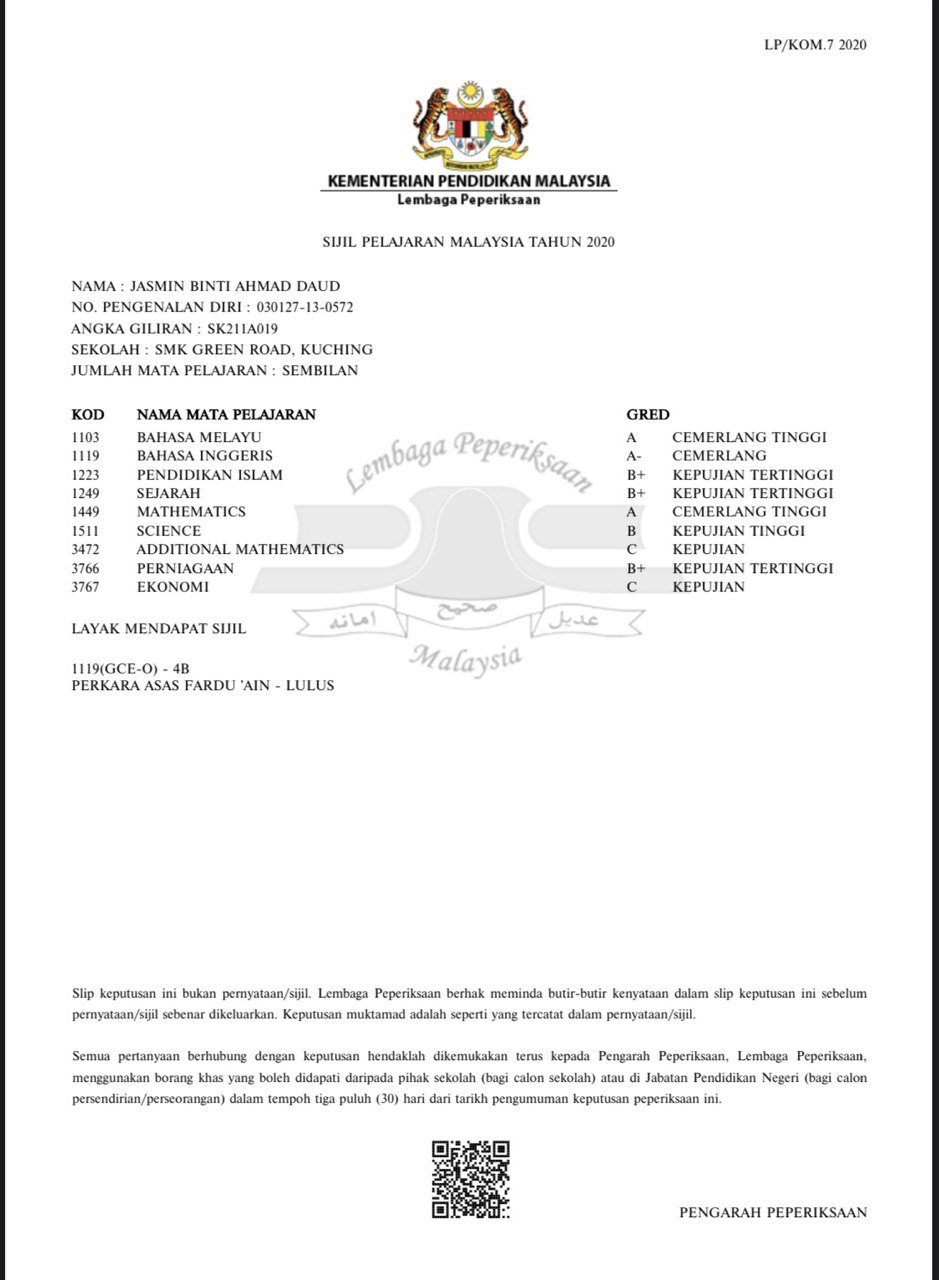 LP/KOM.7 2020
KEMENTERIAN PENDIDIKAN MALAYSIA
Lembaga Peperiksaan
SIJIL PELAJARAN MALAYSIA TAHUN 2020
NAMA : JASMIN BINTI AHMAD DAUD
NO. PENGENALAN DIRI : 030127-13-0572
ANGKA GILIRAN : SK211A019
SEKOLAH : SMK GREEN ROAD, KUCHING
JUMLAH MATA PELAJARAN : SEMBILAN
KOD NAMA MATA PELAJARAN GRED
1103 BAHASA MELAYU A CEMERLANG TINGGI
1119 BAHASA INGGERIS A- CEMERLANG
1223 PENDIDIKAN ISLAM B+ KEPUJIAN TERTINGGI
1249 SEJARAH B+ KEPUJIAN TERTINGGI
1449 MATHEMATICS A CEMERLANG TINGGI
1511 SCIENCE B KEPUJIAN TINGGI
3472 ADDITIONAL MATHEMATICS C KEPUJIAN
3766 PERNIAGAAN B+ KEPUJIAN TERTINGGI
3767 EKONOMI C KEPUJIAN
Lembaga Peperiksaan
امانه صحيح عديل
Malaysia
LAYAK MENDAPAT SIJIL
1119(GCE-O) - 4B
PERKARA ASAS FARDU 'AIN - LULUS
Slip keputusan ini bukan pernyataan/sijil. Lembaga Peperiksaan berhak meminda butir-butir kenyataan dalam slip keputusan ini sebelum
pernyataan/sijil sebenar dikeluarkan. Keputusan muktamad adalah seperti yang tercatat dalam pernyataan/sijil.
Semua pertanyaan berhubung dengan keputusan hendaklah dikemukakan terus kepada Pengarah Peperiksaan, Lembaga Peperiksaan,
menggunakan borang khas yang boleh didapati daripada pihak sekolah (bagi calon sekolah) atau di Jabatan Pendidikan Negeri (bagi calon
persendirian/perseorangan) dalam tempoh tiga puluh (30) hari dari tarikh pengumuman keputusan peperiksaan ini.
PENGARAH PEPERIKSAAN